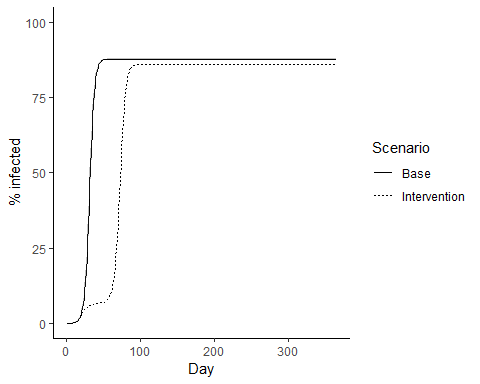 100
75
50
25
0
% infected
0 100 200 300
Day
Scenario
Base
Intervention